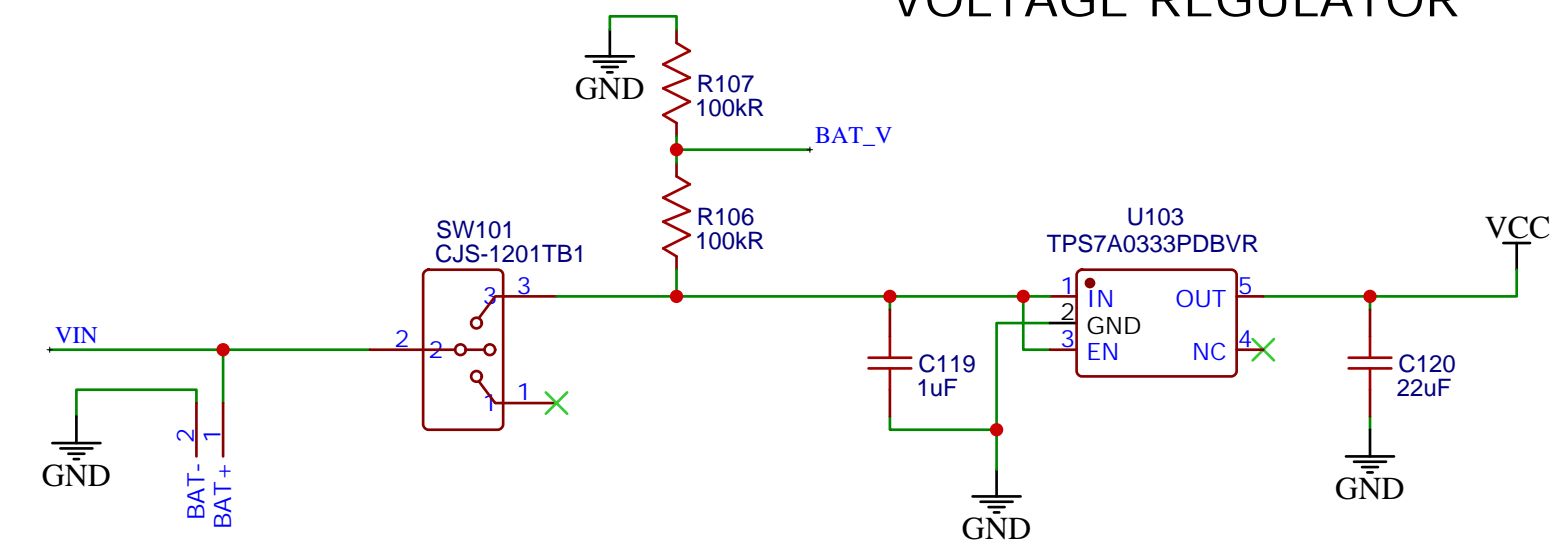 VOLTAGE REGULATOR
GND
R107
100kR
BAT_V
R106
100kR
SW101
CJS-1201TB1
3
3
2
2
1
1
VIN
GND
2
1
BAT-
BAT+
U103
TPS7A0333PDBVR
1
IN
2
GND
3
EN
OUT
5
NC
4
C119
1uF
GND
VCC
C120
22uF
GND